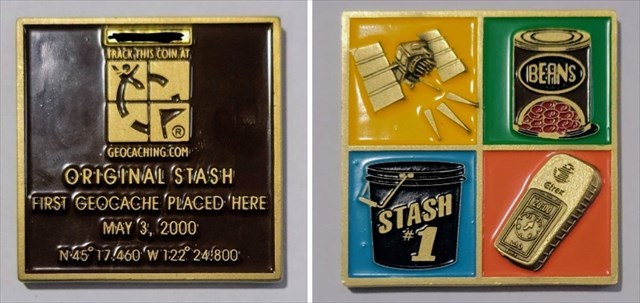 TRACK THIS COIN AT
®
GEOCACHING.COM
ORIGINAL STASH
FIRST GEOCACHE PLACED HERE
MAY 3, 2000
N 45° 17.460 W 122° 24.800
BEANS
STASH
#1